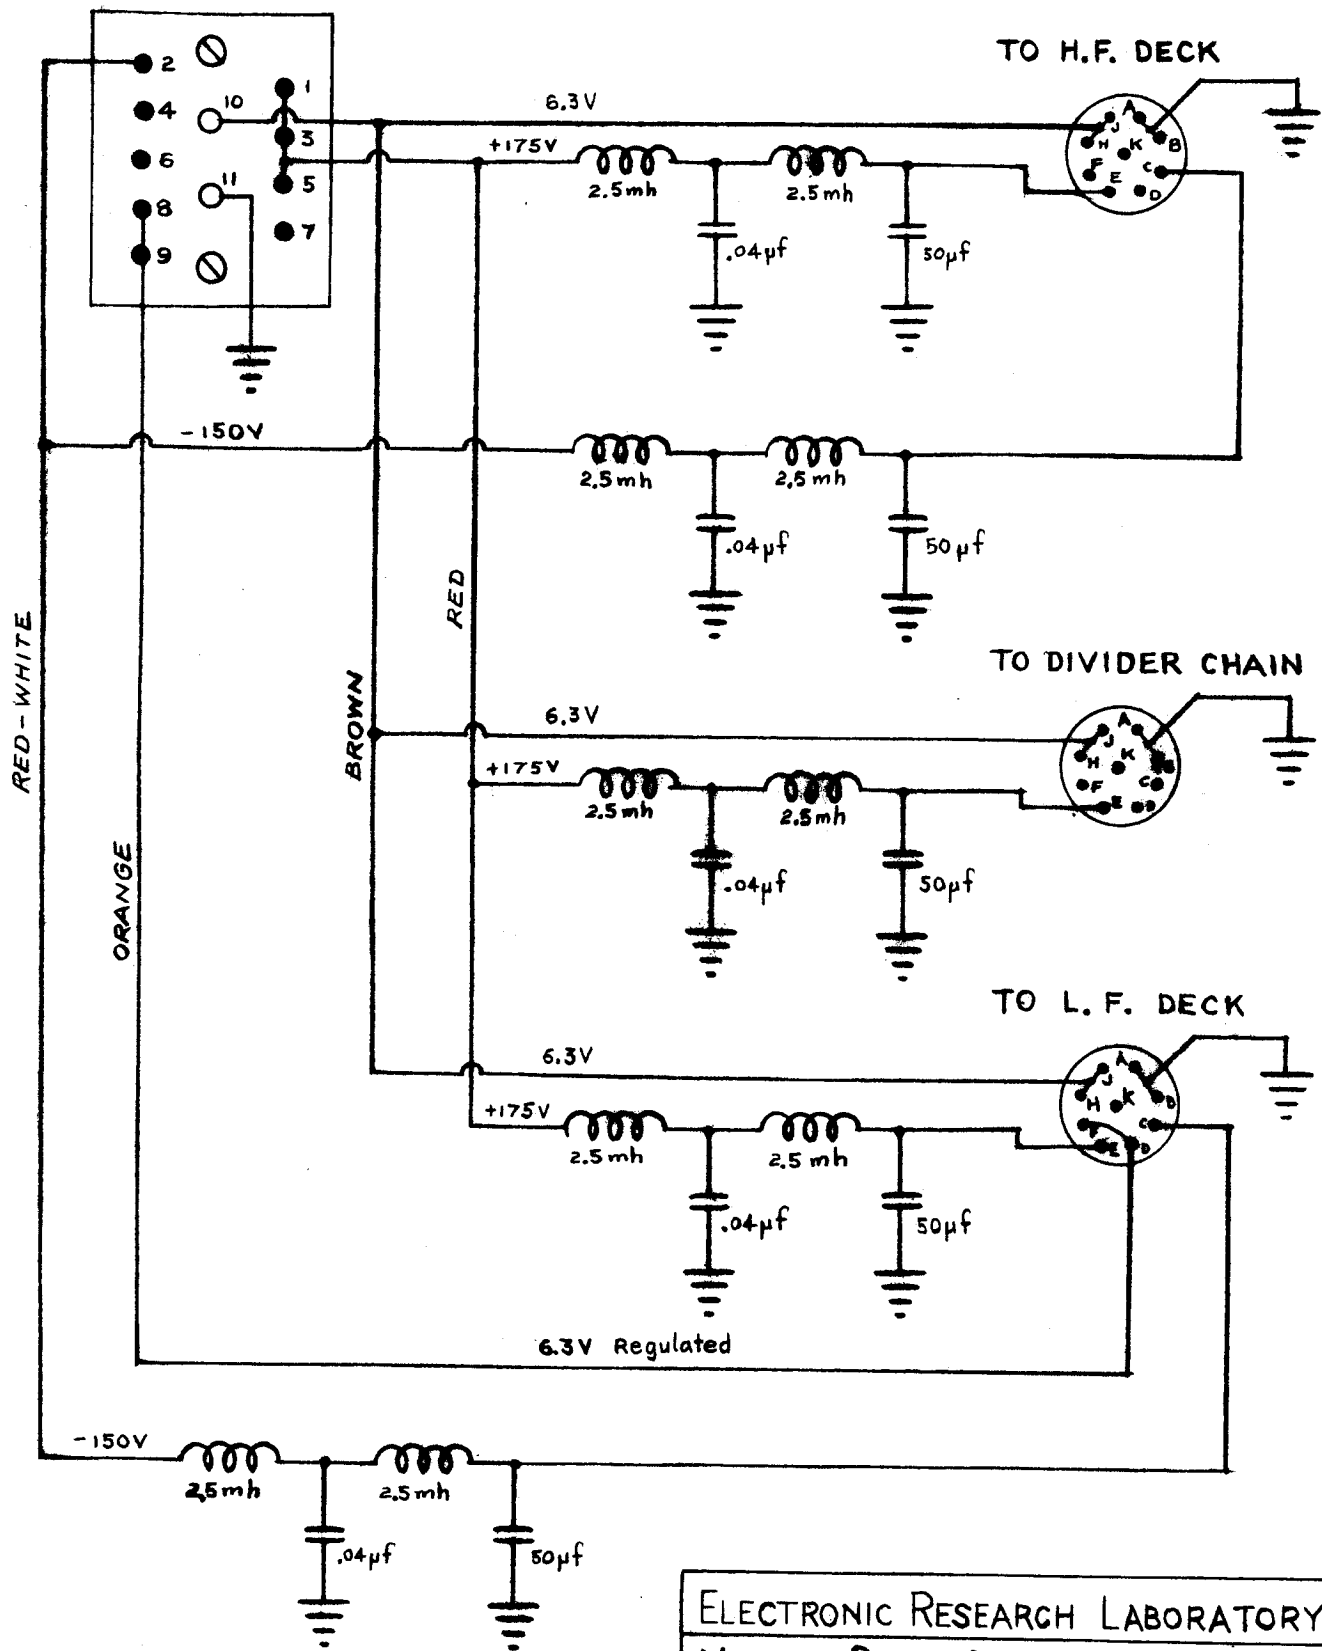 TO H.F. DECK
2
1
4
10
3
6
11
5
8
7
9
6.3V
+175V
2.5mh
2.5mh
.04µf
50µf
A
J
B
H
K
C
F
E
D
-150V
2.5mh
2.5mh
.04µf
50µf
RED-WHITE
ORANGE
BROWN
RED
TO DIVIDER CHAIN
6.3V
+175V
2.5mh
2.5mh
.04µf
50µf
A
J
H
K
F
C
E
D
TO L.F. DECK
6.3V
+175V
2.5mh
2.5mh
.04µf
50µf
A
J
H
K
C
E
D
6.3V Regulated
-150V
2.5mh
2.5mh
.04µf
50µf
ELECTRONIC RESEARCH LABORATORY